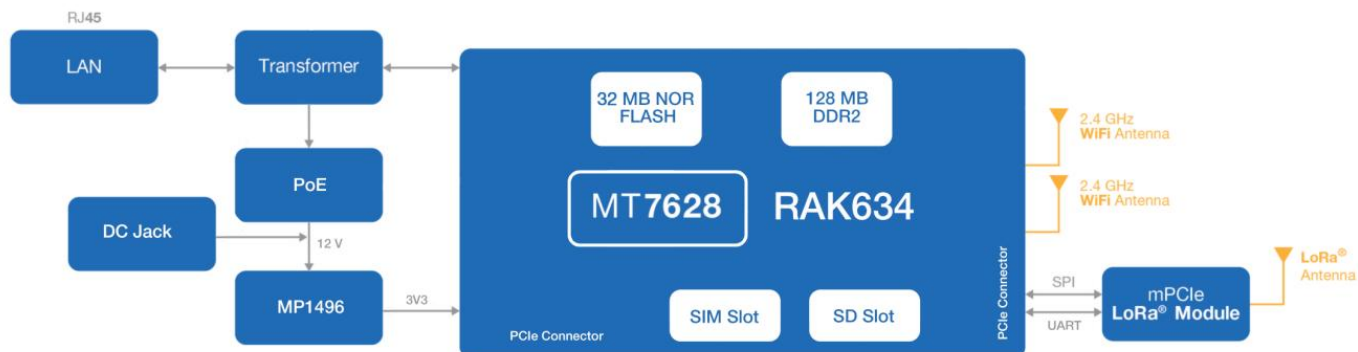 RJ45
LAN
Transformer
32 MB NOR
FLASH
128 MB
DDR2
2.4 GHz
WiFi Antenna
PoE
MT7628
RAK634
2.4 GHz
WiFi Antenna
DC Jack
12 V
MP1496
3V3
SIM Slot
SD Slot
PCIe Connector
PCIe Connector
SPI
UART
mPCIe
LoRa® Module
LoRa®
Antenna